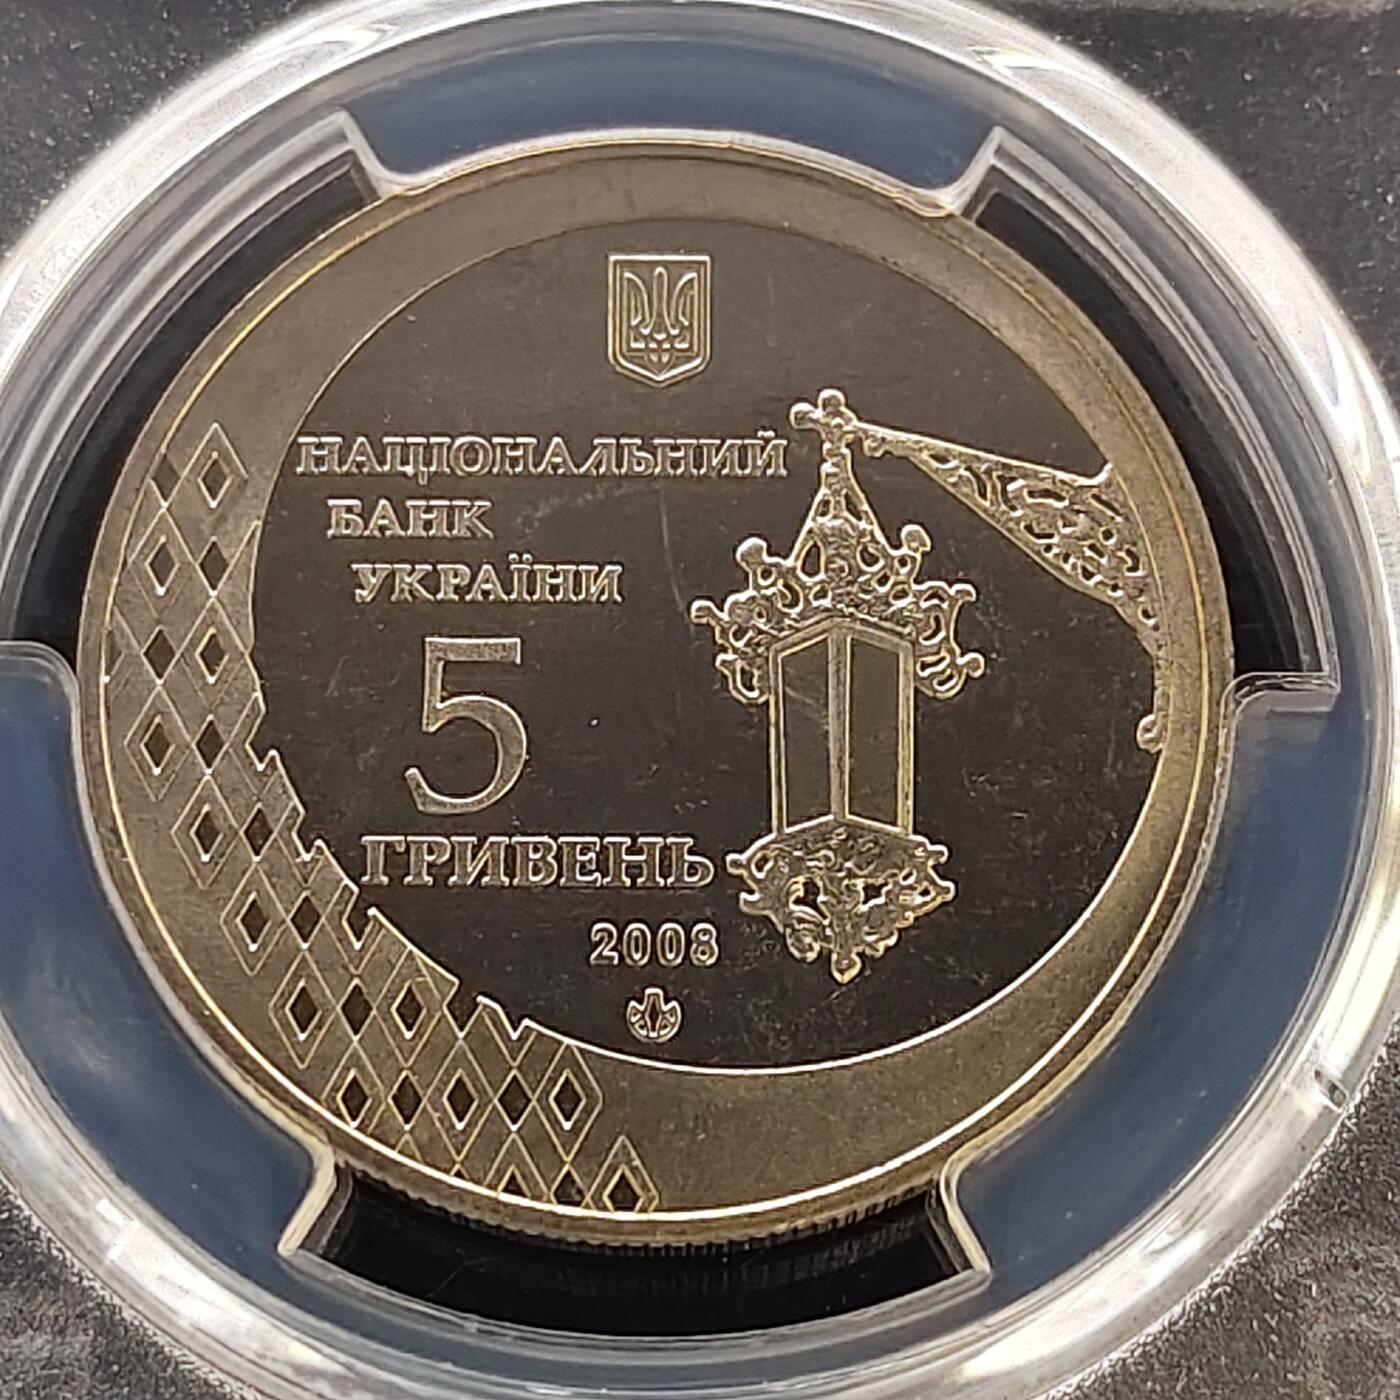 НАЦІОНАЛЬНИЙ
БАНК
УКРАЇНИ
5
ГРИВЕНЬ
2008